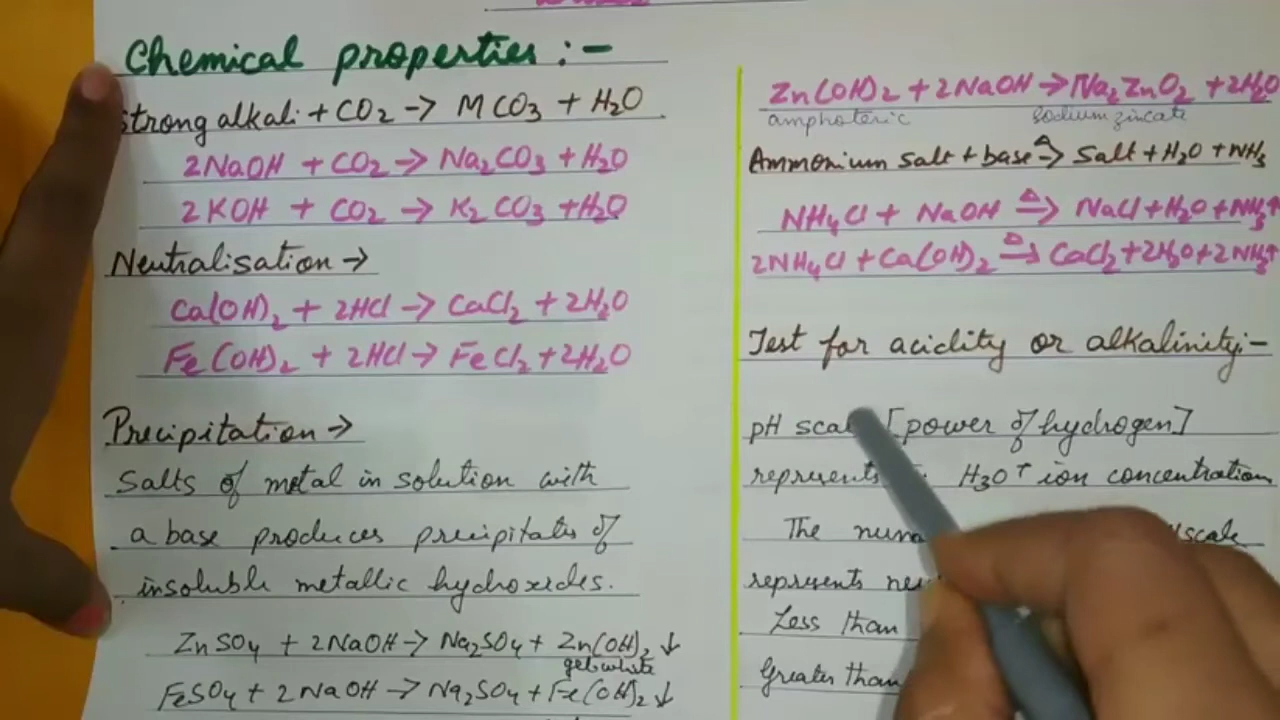 Chemical properties :-
Strong alkali + CO2 -> MCO3 + H2O
2NaOH + CO2 -> Na2CO3 + H2O
2KOH + CO2 -> K2CO3 + H2O
Neutralisation ->
Ca(OH)2 + 2HCl -> CaCl2 + 2H2O
Fe(OH)2 + 2HCl -> FeCl2 + 2H2O
Precipitation ->
Salts of metal in solution with
a base produces precipitates of
insoluble metallic hydroxides.
ZnSO4 + 2NaOH -> Na2SO4 + Zn(OH)2 ↓
gel. white
FeSO4 + 2NaOH -> Na2SO4 + Fe(OH)2 ↓
Zn(OH)2 + 2NaOH -> Na2ZnO2 + 2H2O
amphoteric sodium zincate
Ammonium salt + base Δ-> Salt + H2O + NH3
NH4Cl + NaOH Δ-> NaCl + H2O + NH3↑
2NH4Cl + Ca(OH)2 Δ-> CaCl2 + 2H2O + 2NH3↑
Test for acidity or alkalinity:-
pH [power of hydrogen]
represents H3O+ ion concentration
The scale
represents
Less than
Greater than